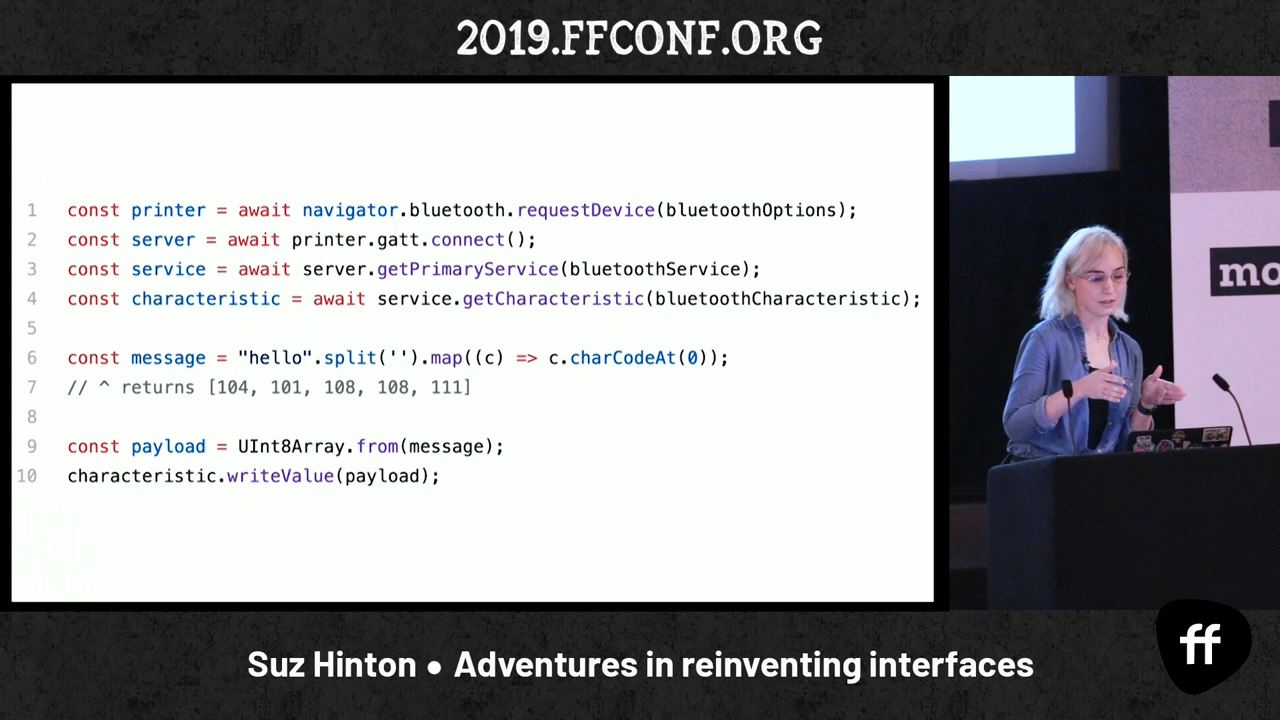 2019.FFCONF.ORG
1 const printer = await navigator.bluetooth.requestDevice(bluetoothOptions);
2 const server = await printer.gatt.connect();
3 const service = await server.getPrimaryService(bluetoothService);
4 const characteristic = await service.getCharacteristic(bluetoothCharacteristic);
5
6 const message = "hello".split('').map((c) => c.charCodeAt(0));
7 // ^ returns [104, 101, 108, 108, 111]
8
9 const payload = UInt8Array.from(message);
10 characteristic.writeValue(payload);
mo
Suz Hinton • Adventures in reinventing interfaces
ff